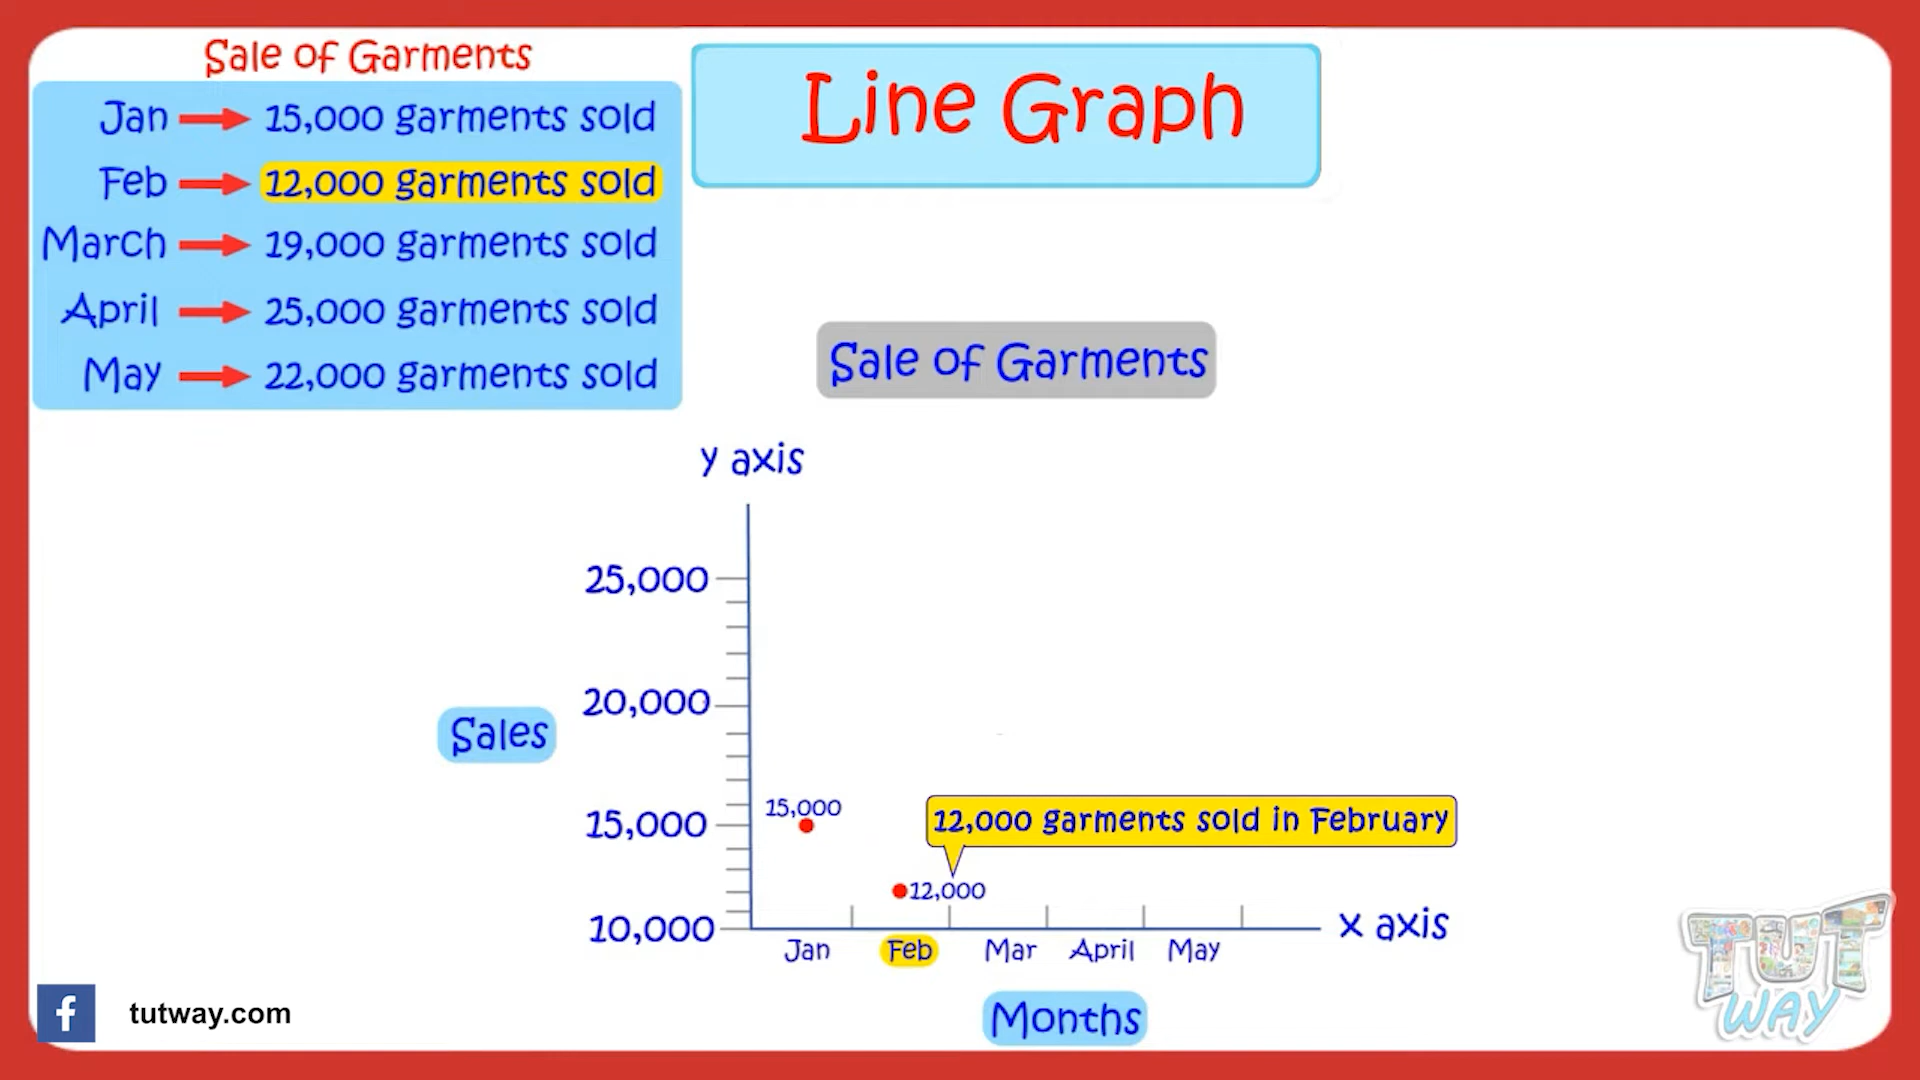 Sale of Garments
Jan 15,000 garments sold
Feb 12,000 garments sold
March 19,000 garments sold
April 25,000 garments sold
May 22,000 garments sold
Line Graph
Sale of Garments
y axis
25,000
20,000
Sales
15,000
15,000
12,000 garments sold in February
12,000
10,000
x axis
Jan Feb Mar April May
Months
f tutway.com
TUT
WAY